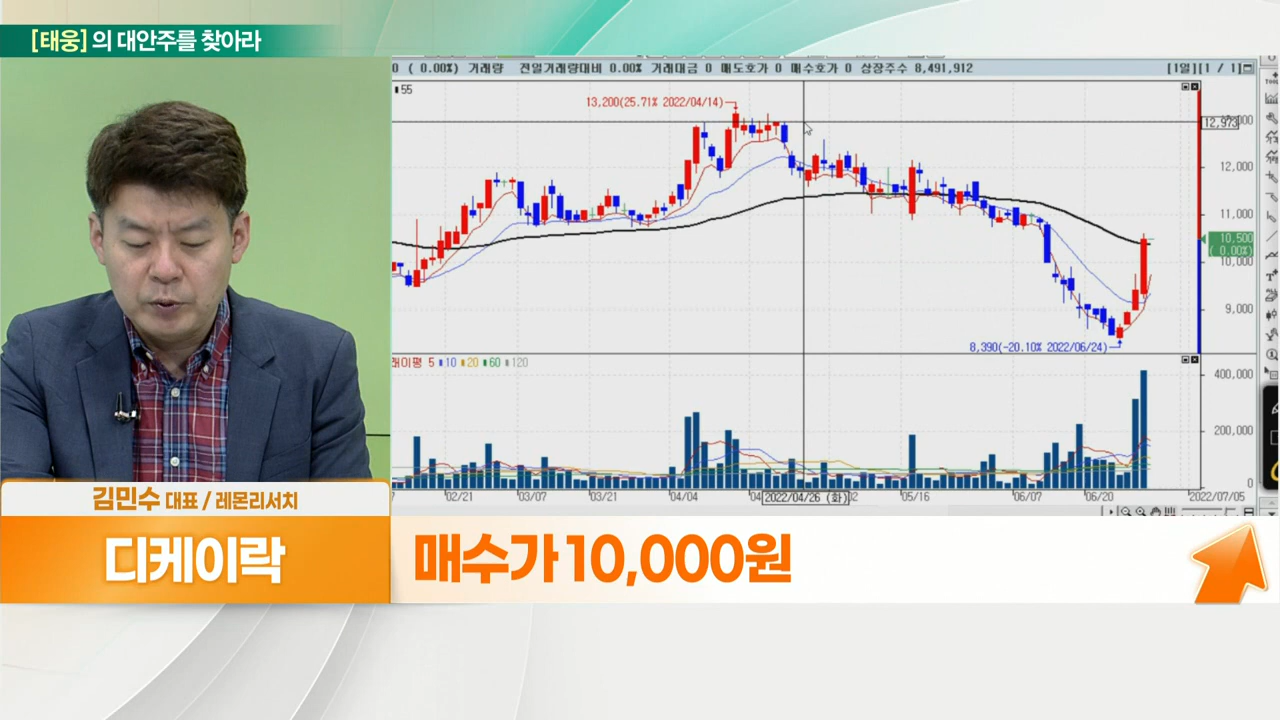 [태웅]의 대안주를 찾아라
0 ( 0.00%) 거래량 전일거래량대비 0.00% 거래대금 0 매도호가 0 매수호가 0 상장주수 8,491,912 [1일][1 / 1]
55
13,200(25.71% 2022/04/14)
12,973
12,000
11,000
10,500
( 0.00%)
10,000
9,000
8,390(-20.10% 2022/06/24)
5 10 20 60 120
400,000
200,000
0
02/21 03/07 03/21 04/04 2022/04/26 (화) 05/16 06/07 06/20 2022/07/05
김민수 대표 / 레몬리서치
디케이락
매수가 10,000원